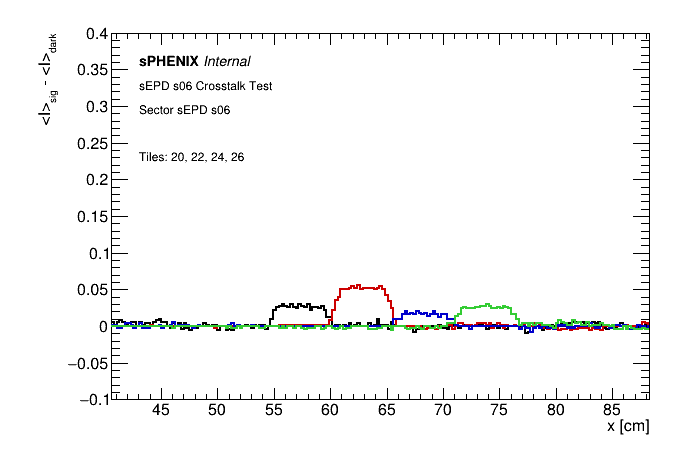 <I>sig - <I>dark
0.4
0.35
0.3
0.25
0.2
0.15
0.1
0.05
0
−0.05
−0.1
sPHENIX Internal
sEPD s06 Crosstalk Test
Sector sEPD s06
Tiles: 20, 22, 24, 26
45 50 55 60 65 70 75 80 85
x [cm]